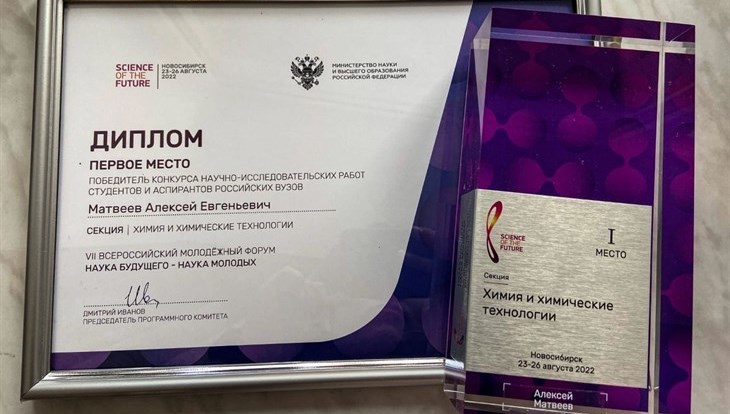 SCIENCE
OF THE
FUTURE
НОВОСИБИРСК
23-26 АВГУСТА
2022
МИНИСТЕРСТВО НАУКИ
И ВЫСШЕГО ОБРАЗОВАНИЯ
РОССИЙСКОЙ ФЕДЕРАЦИИ
ДИПЛОМ
ПЕРВОЕ МЕСТО
ПОБЕДИТЕЛЬ КОНКУРСА НАУЧНО-ИССЛЕДОВАТЕЛЬСКИХ РАБОТ
СТУДЕНТОВ И АСПИРАНТОВ РОССИЙСКИХ ВУЗОВ
Матвеев Алексей Евгеньевич
СЕКЦИЯ | ХИМИЯ И ХИМИЧЕСКИЕ ТЕХНОЛОГИИ
VII ВСЕРОССИЙСКИЙ МОЛОДЁЖНЫЙ ФОРУМ
НАУКА БУДУЩЕГО - НАУКА МОЛОДЫХ
ДМИТРИЙ ИВАНОВ
ПРЕДСЕДАТЕЛЬ ПРОГРАММНОГО КОМИТЕТА
SCIENCE
OF THE
FUTURE
I
МЕСТО
Секция
Химия и химические
технологии
Новосибирск
23-26 августа 2022
Алексей
Матвеев